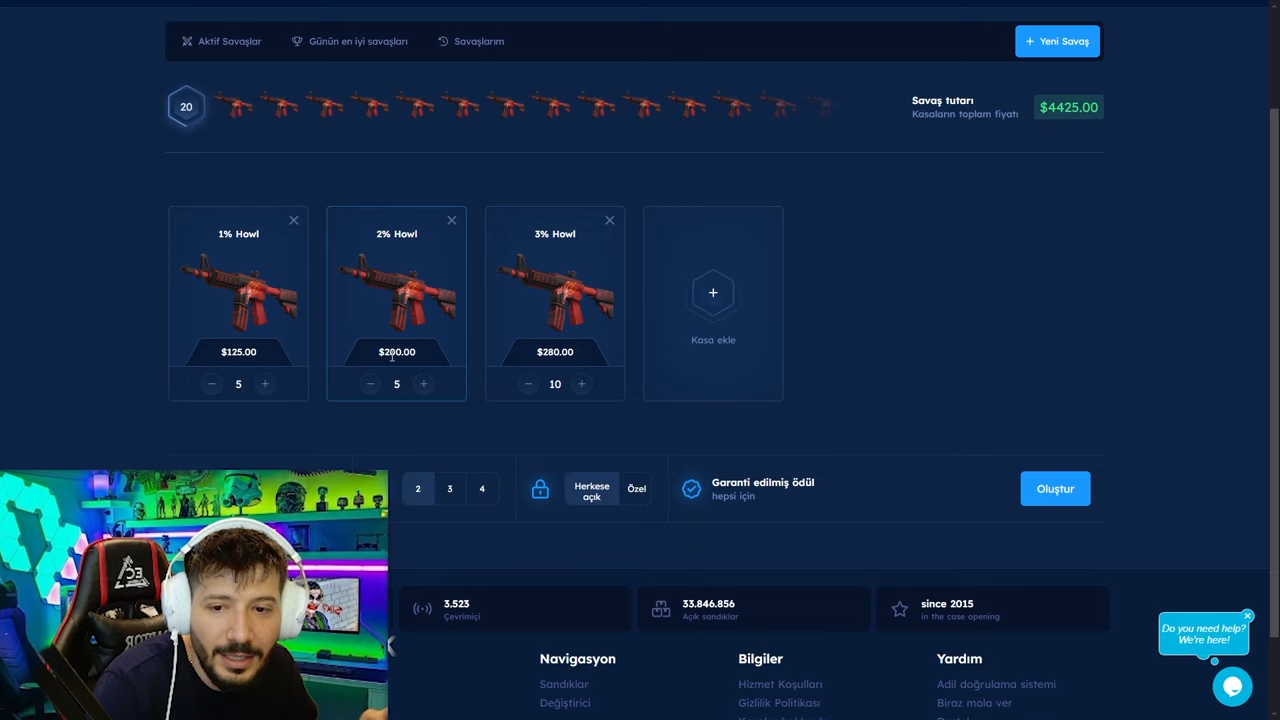 Aktif Savaşlar
Günün en iyi savaşları
Savaşlarım
+ Yeni Savaş
20
Savaş tutarı
Kasaların toplam fiyatı
$4425.00
1% Howl
2% Howl
3% Howl
$125.00
$200.00
$280.00
Kasa ekle
5
5
10
2
3
4
Herkese
açık
Özel
Garanti edilmiş ödül
hepsi için
Oluştur
3.523
Çevrimiçi
33.846.856
Açık sandıklar
since 2015
in the case opening
Do you need help?
We're here!
Navigasyon
Bilgiler
Yardım
Sandıklar
Hizmet Koşulları
Adil doğrulama sistemi
Değiştirici
Gizlilik Politikası
Biraz mola ver